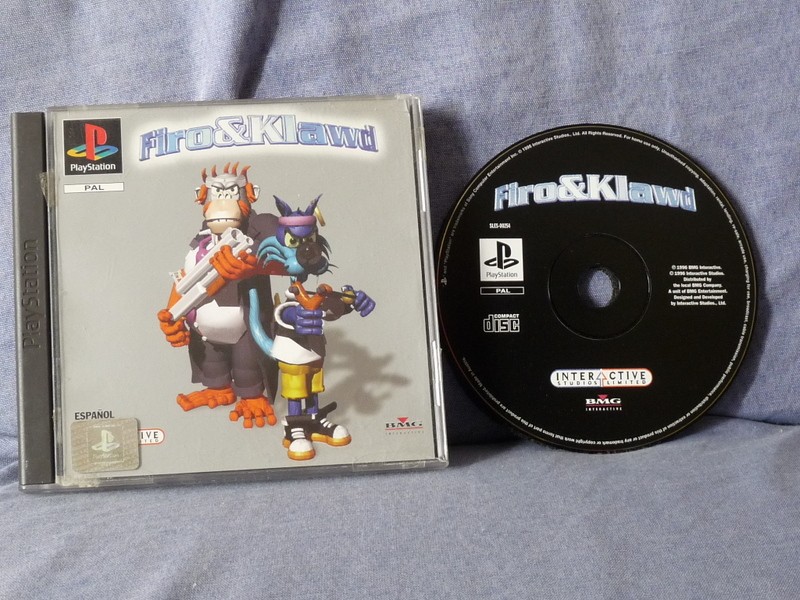 PlayStation
PlayStation
PAL
Firo&Klawd
ESPAÑOL
BMG
INTERACTIVE
Firo&Klawd
SLES-00254
PlayStation
PAL
COMPACT
disc
© 1996 BMG Interactive.
© 1996 Interactive Studios.
Distributed by
the local BMG Company.
A unit of BMG Entertainment.
Designed and Developed
by Interactive Studios., Ltd.
INTERACTIVE
STUDIOS LIMITED
BMG
INTERACTIVE